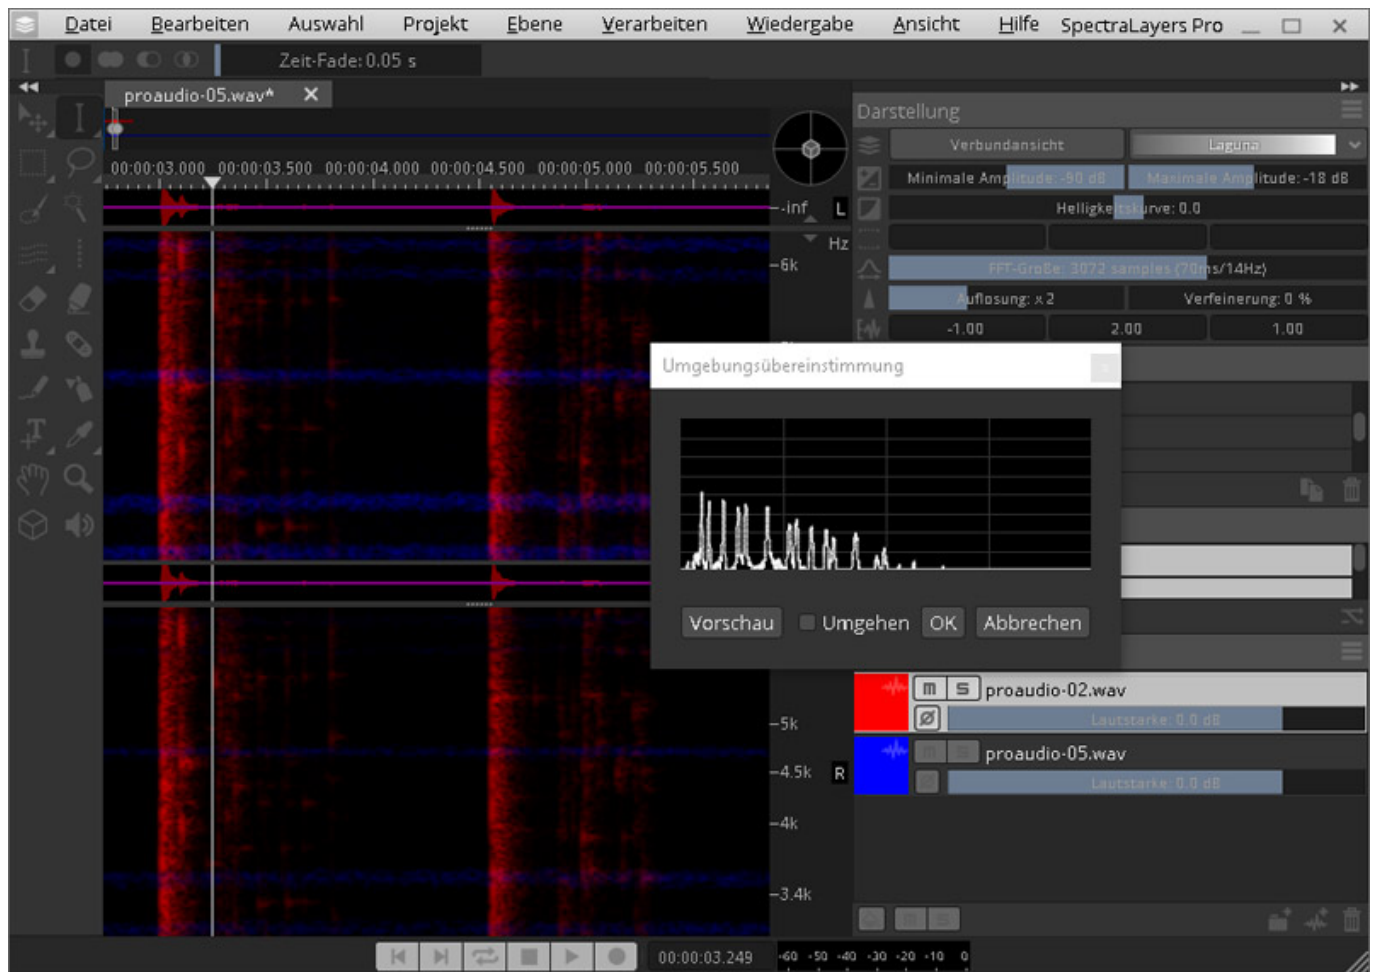 Datei Bearbeiten Auswahl Projekt Ebene Verarbeiten Wiedergabe Ansicht Hilfe SpectraLayers Pro
Zeit-Fade: 0.05 s
proaudio-05.wav*
Darstellung
Verbundansicht Laguna
00:00:03.000 00:00:03.500 00:00:04.000 00:00:04.500 00:00:05.000 00:00:05.500
Minimale Amplitude: -90 dB Maximale Amplitude: -18 dB
-inf L
Helligkeitskurve: 0.0
Hz
6k
FFT-Größe: 3072 samples (70ms/14Hz)
Auflösung: x 2 Verfeinerung: 0 %
-1.00 2.00 1.00
Umgebungsübereinstimmung
Vorschau Umgehen OK Abbrechen
m S proaudio-02.wav
Lautstärke: 0.0 dB
5k
m S proaudio-05.wav
4.5k R
Lautstärke: 0.0 dB
4k
3.4k
m S
00:00:03.249 -60 -50 -40 -30 -20 -10 0